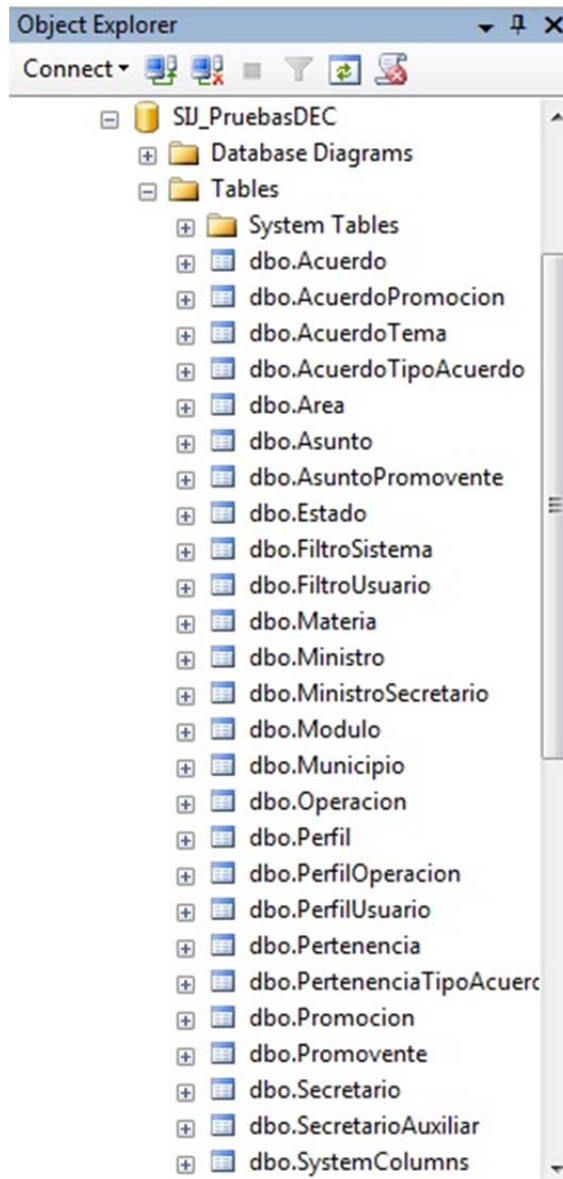 Object Explorer
Connect
SIJ_PruebasDEC
Database Diagrams
Tables
System Tables
dbo.Acuerdo
dbo.AcuerdoPromocion
dbo.AcuerdoTema
dbo.AcuerdoTipoAcuerdo
dbo.Area
dbo.Asunto
dbo.AsuntoPromovente
dbo.Estado
dbo.FiltroSistema
dbo.FiltroUsuario
dbo.Materia
dbo.Ministro
dbo.MinistroSecretario
dbo.Modulo
dbo.Municipio
dbo.Operacion
dbo.Perfil
dbo.PerfilOperacion
dbo.PerfilUsuario
dbo.Pertenencia
dbo.PertenenciaTipoAcuerd
dbo.Promocion
dbo.Promovente
dbo.Secretario
dbo.SecretarioAuxiliar
dbo.SystemColumns